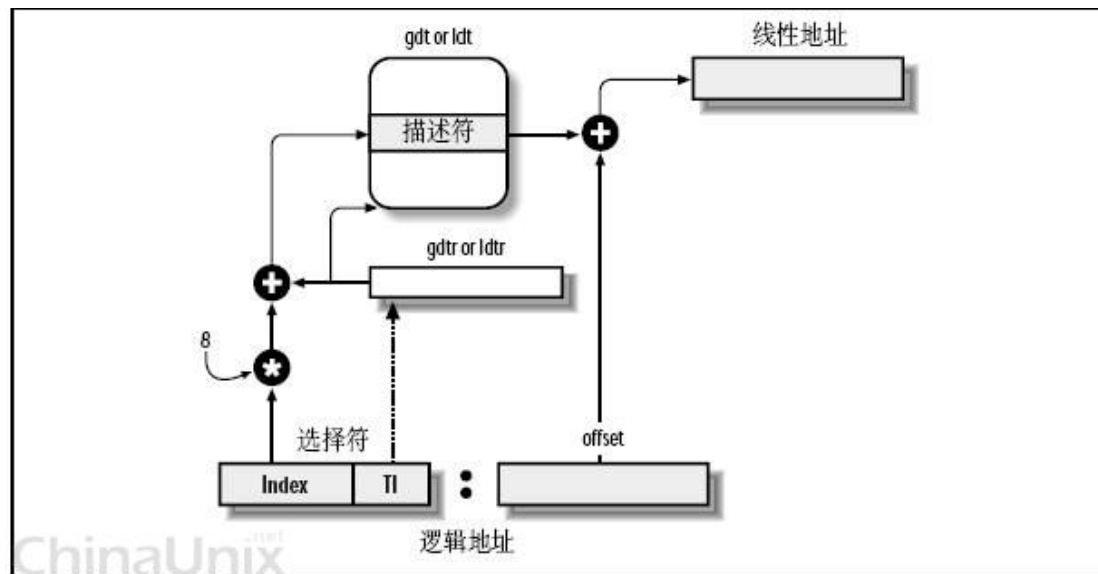 gdt or ldt
线性地址
描述符
gdtr or ldtr
8
选择符
offset
Index
TI
:
逻辑地址
ChinaUnix.net